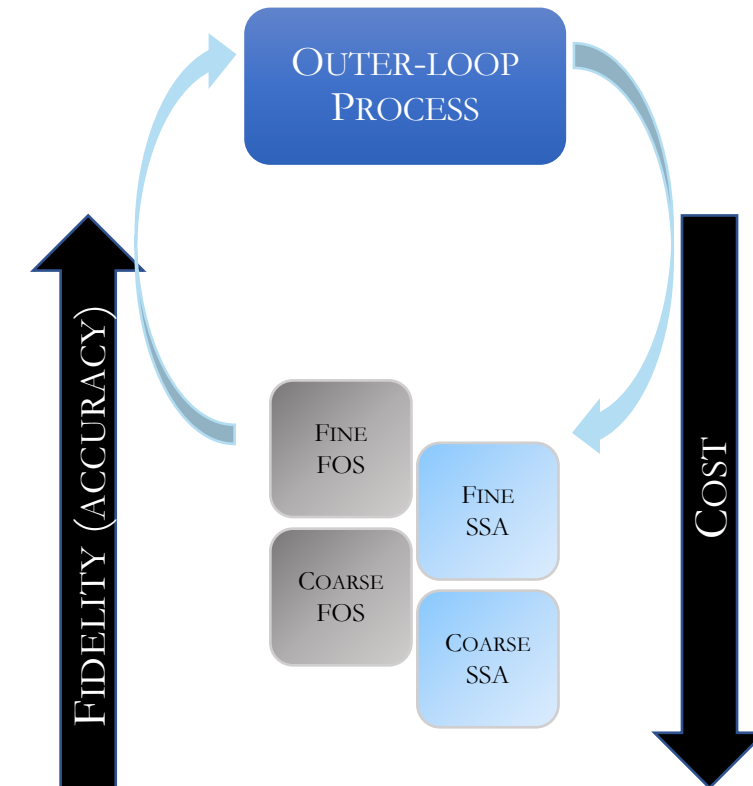 OUTER-LOOP
PROCESS
FIDELITY (ACCURACY)
FINE
FOS
FINE
SSA
COARSE
FOS
COARSE
SSA
COST